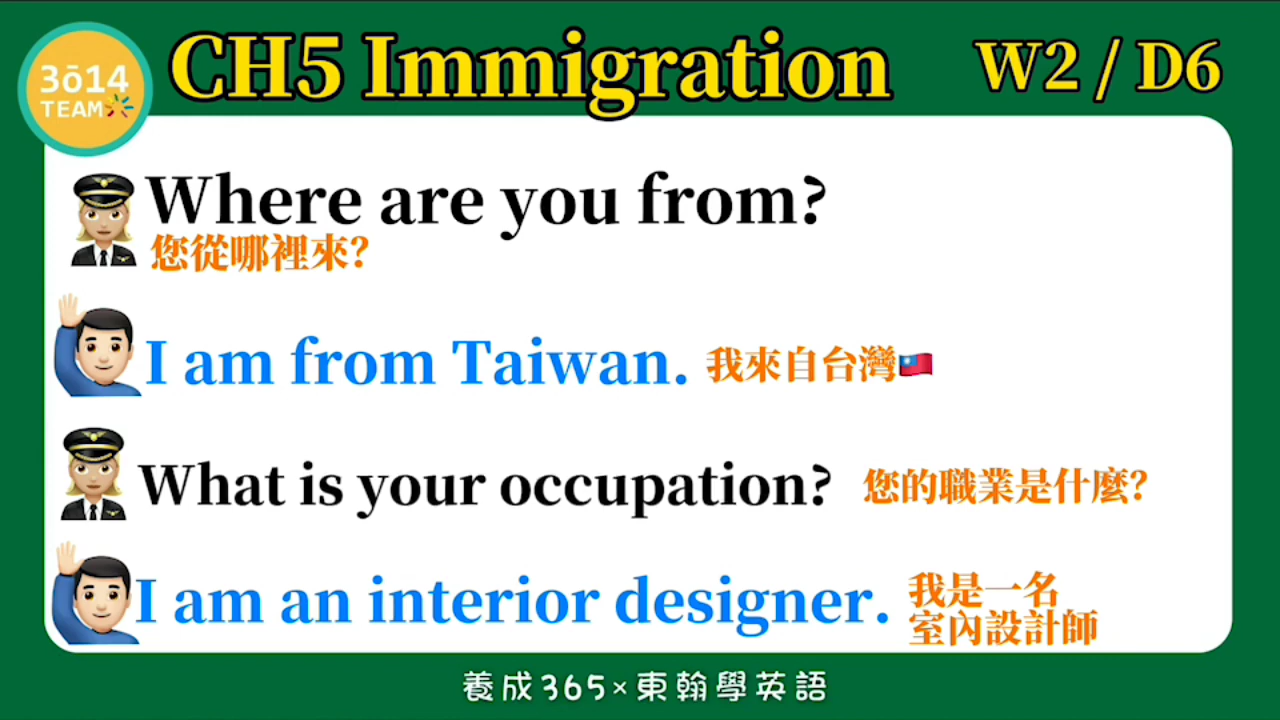 3ō14
TEAM
CH5 Immigration
W2 / D6
Where are you from?
您從哪裡來？
I am from Taiwan. 我來自台灣🇹🇼
What is your occupation? 您的職業是什麼？
I am an interior designer. 我是一名
室內設計師
養成365×東翰學英語